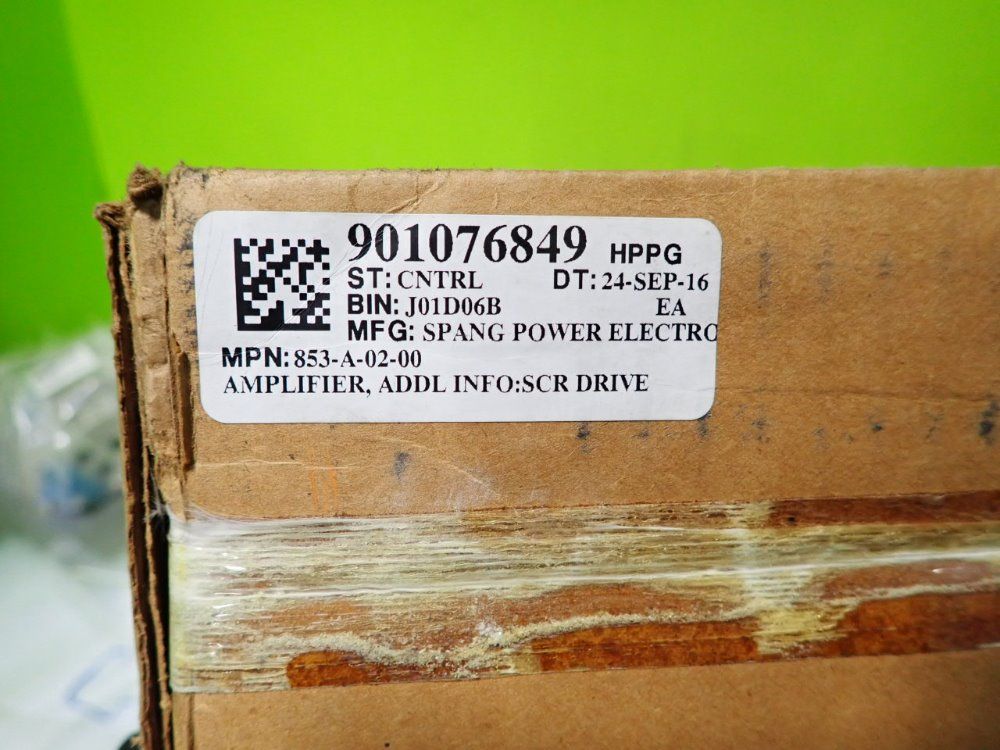 901076849 HPPG
ST: CNTRL DT: 24-SEP-16
BIN: J01D06B EA
MFG: SPANG POWER ELECTRO
MPN: 853-A-02-00
AMPLIFIER, ADDL INFO:SCR DRIVE